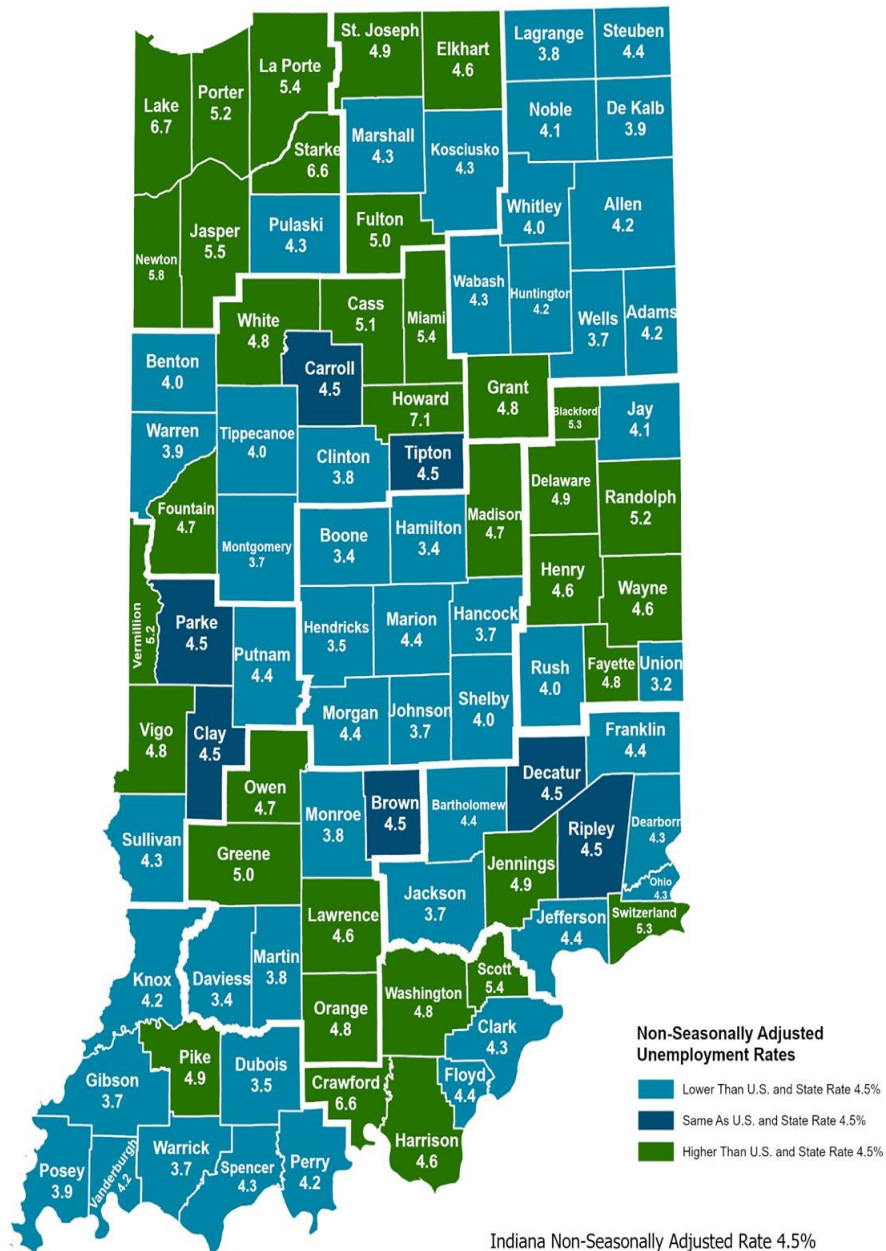 St. Joseph
4.9
Elkhart
4.6
Lagrange
3.8
Steuben
4.4
La Porte
5.4
Porter
5.2
Lake
6.7
Noble
4.1
De Kalb
3.9
Marshall
4.3
Kosciusko
4.3
Starke
6.6
Whitley
4.0
Allen
4.2
Pulaski
4.3
Fulton
5.0
Jasper
5.5
Newton
5.8
Wabash
4.3
Huntington
4.2
Wells
3.7
Adams
4.2
White
4.8
Cass
5.1
Miami
5.4
Benton
4.0
Carroll
4.5
Grant
4.8
Howard
7.1
Blackford
5.3
Jay
4.1
Warren
3.9
Tippecanoe
4.0
Clinton
3.8
Tipton
4.5
Delaware
4.9
Randolph
5.2
Fountain
4.7
Madison
4.7
Montgomery
3.7
Boone
3.4
Hamilton
3.4
Henry
4.6
Wayne
4.6
Vermillion
5.2
Parke
4.5
Putnam
4.4
Hendricks
3.5
Marion
4.4
Hancock
3.7
Rush
4.0
Fayette
4.8
Union
3.2
Vigo
4.8
Clay
4.5
Morgan
4.4
Johnson
3.7
Shelby
4.0
Franklin
4.4
Owen
4.7
Monroe
3.8
Brown
4.5
Bartholomew
4.4
Decatur
4.5
Ripley
4.5
Dearborn
4.3
Ohio
4.3
Sullivan
4.3
Greene
5.0
Jackson
3.7
Jennings
4.9
Jefferson
4.4
Switzerland
5.3
Lawrence
4.6
Knox
4.2
Daviess
3.4
Martin
3.8
Orange
4.8
Washington
4.8
Scott
5.4
Clark
4.3
Pike
4.9
Dubois
3.5
Gibson
3.7
Crawford
6.6
Floyd
4.4
Harrison
4.6
Posey
3.9
Vanderburgh
4.2
Warrick
3.7
Spencer
4.3
Perry
4.2
Non-Seasonally Adjusted
Unemployment Rates
Lower Than U.S. and State Rate 4.5%
Same As U.S. and State Rate 4.5%
Higher Than U.S. and State Rate 4.5%
Indiana Non-Seasonally Adjusted Rate 4.5%